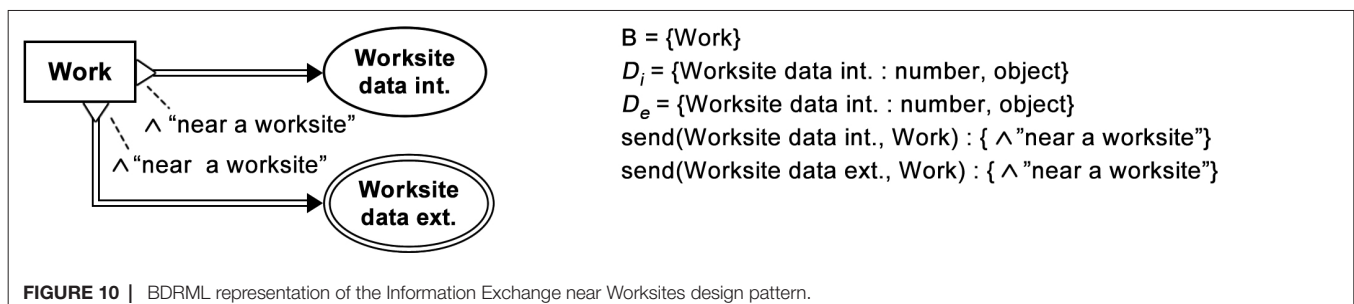 Work
Worksite
data int.
∧ “near a worksite”
∧ “near a worksite”
Worksite
data ext.
B = {Work}
Dᵢ = {Worksite data int. : number, object}
Dₑ = {Worksite data int. : number, object}
send(Worksite data int., Work) : { ∧ ”near a worksite”}
send(Worksite data ext., Work) : { ∧ ”near a worksite”}
FIGURE 10 | BDRML representation of the Information Exchange near Worksites design pattern.